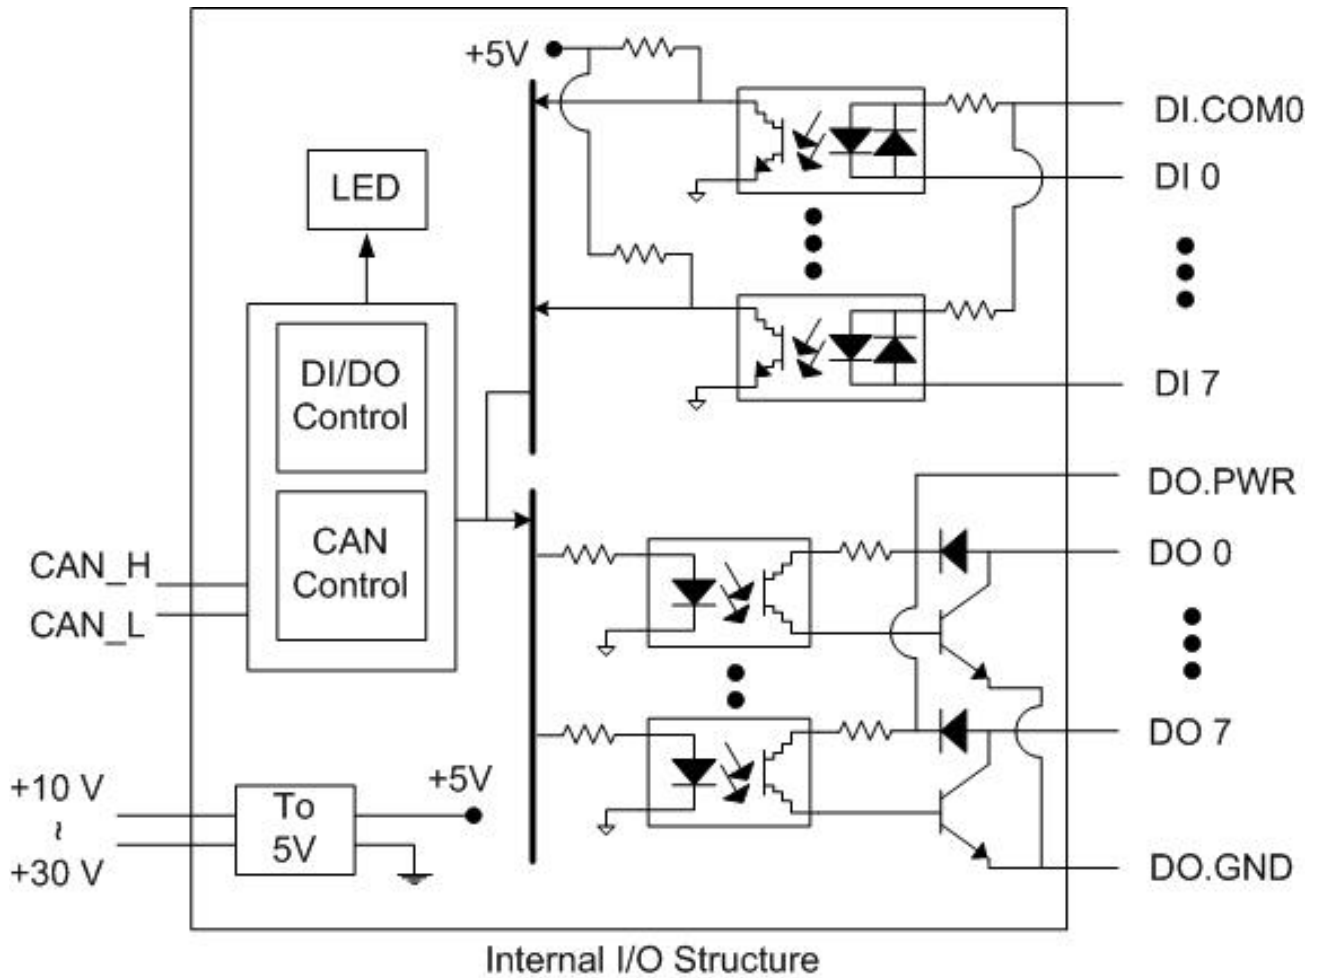 +5V
DI.COM0
DI 0
LED
DI/DO
Control
DI 7
DO.PWR
CAN
Control
DO 0
CAN_H
CAN_L
DO 7
+10 V
~
+30 V
To
5V
+5V
DO.GND
Internal I/O Structure